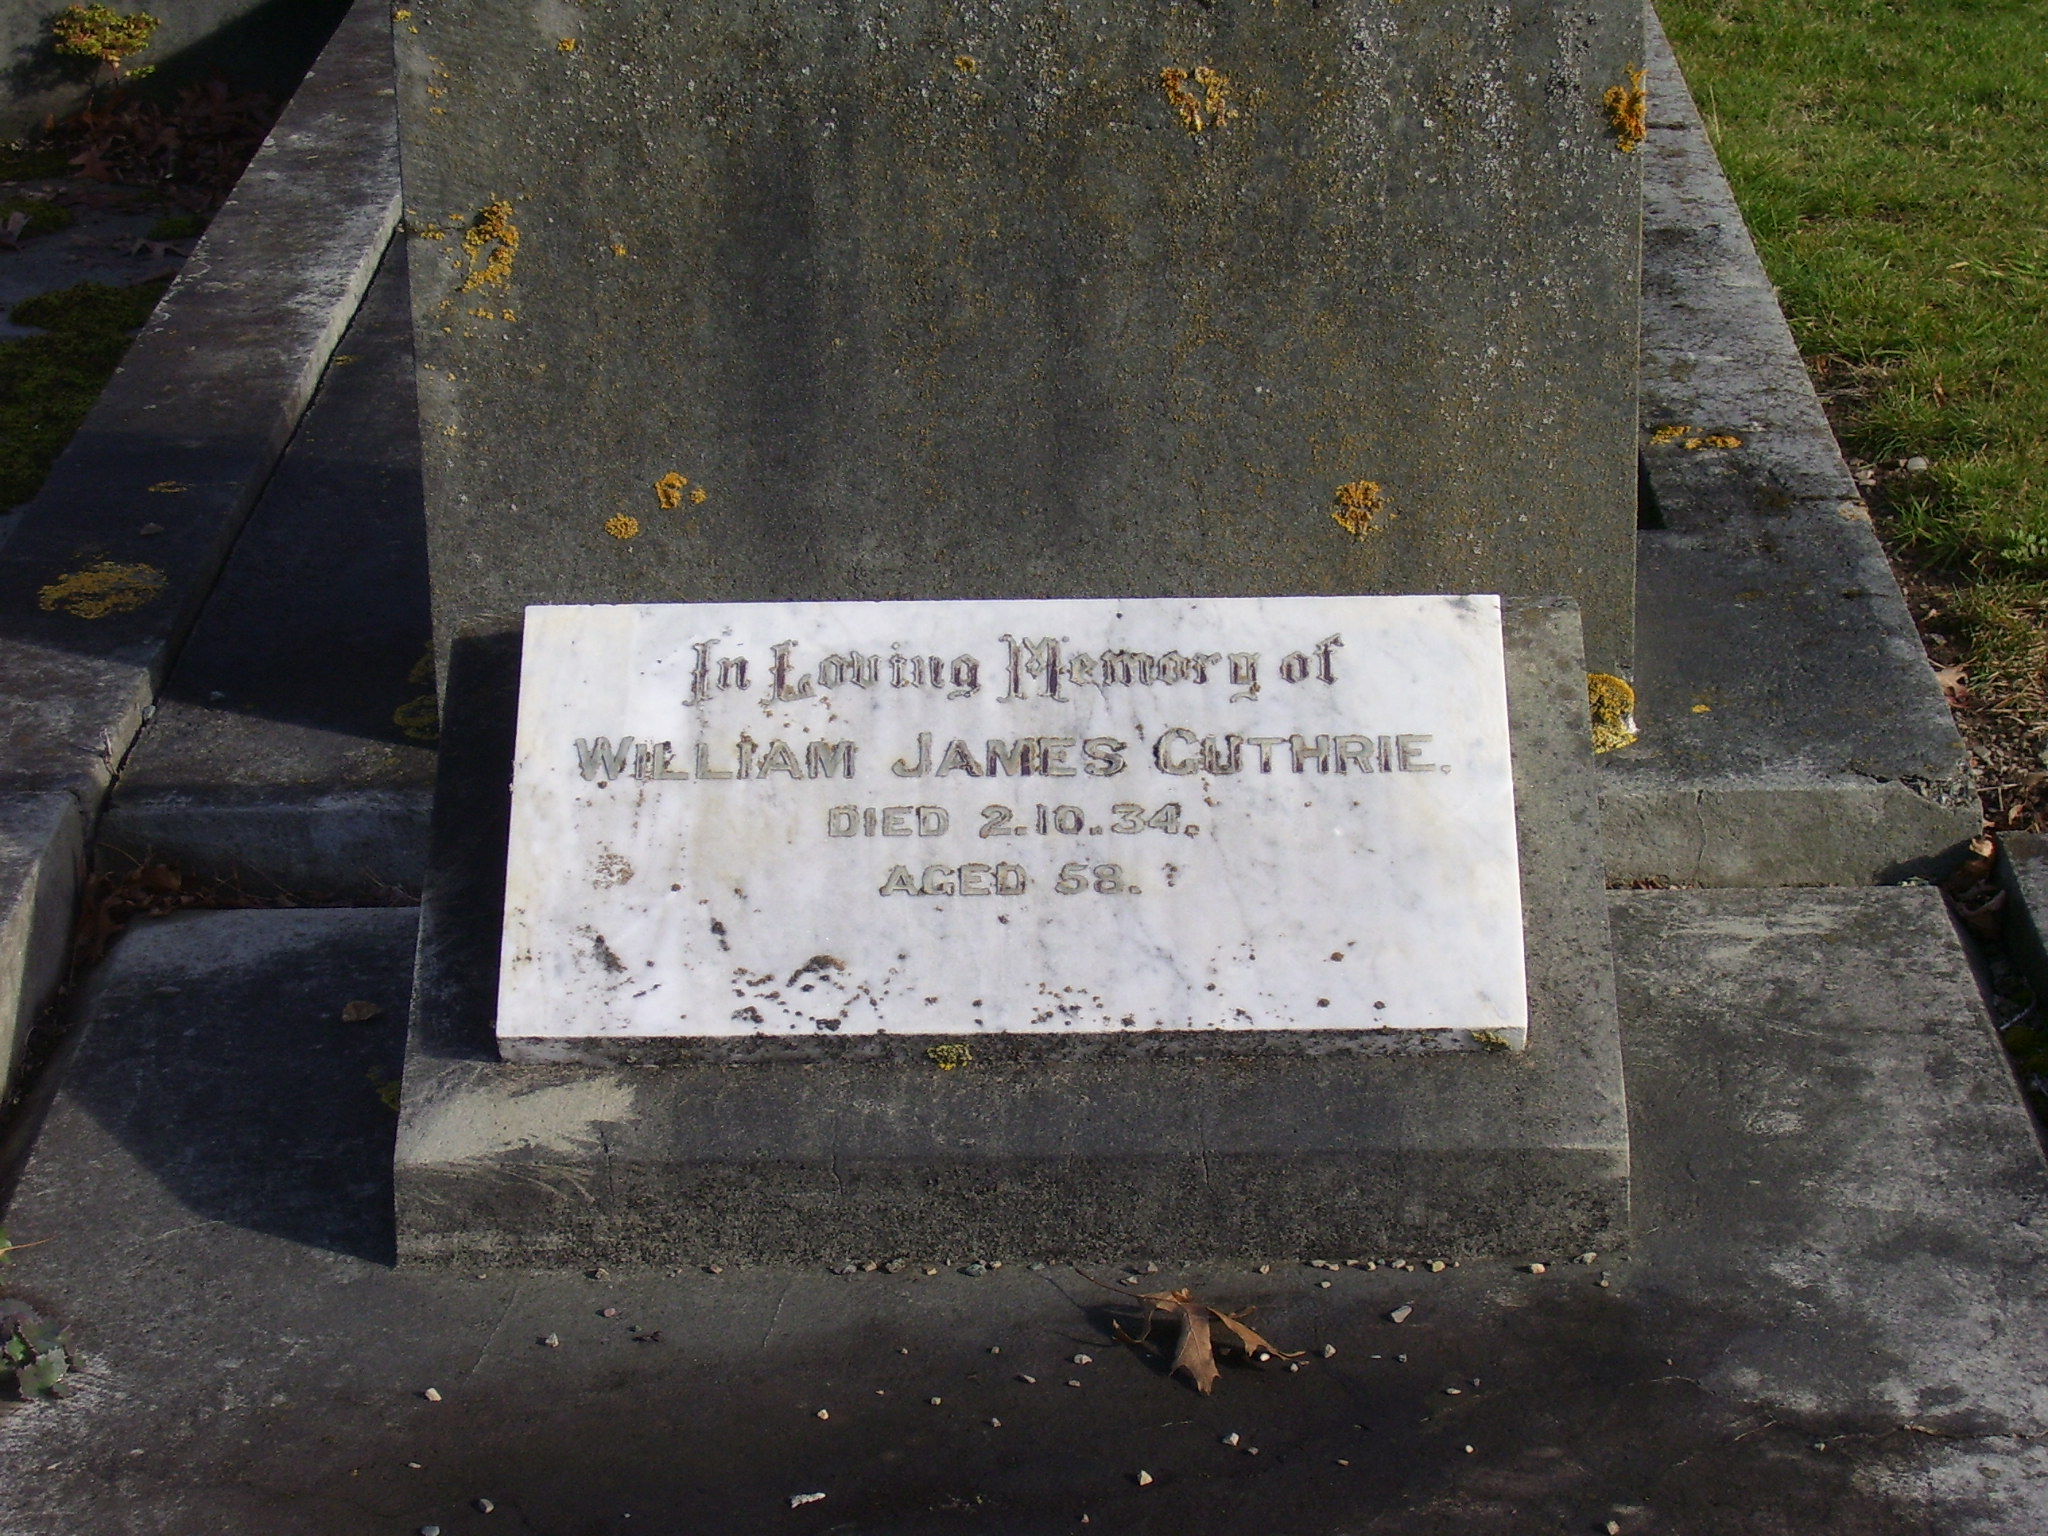 In Loving Memory of
WILLIAM JAMES GUTHRIE.
DIED 2.10.34.
AGED 58.